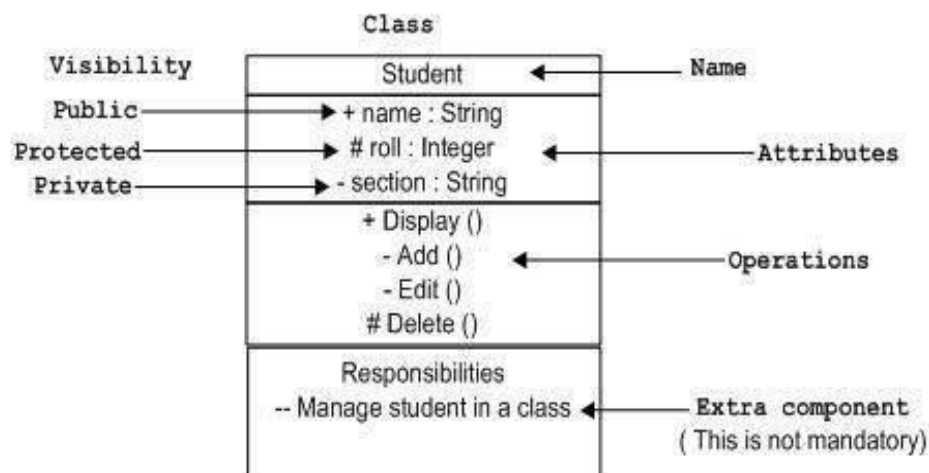 Class
Visibility
Student
Name
Public
+ name : String
Protected
# roll : Integer
Attributes
Private
- section : String
+ Display ()
- Add ()
Operations
- Edit ()
# Delete ()
Responsibilities
-- Manage student in a class
Extra component
( This is not mandatory)